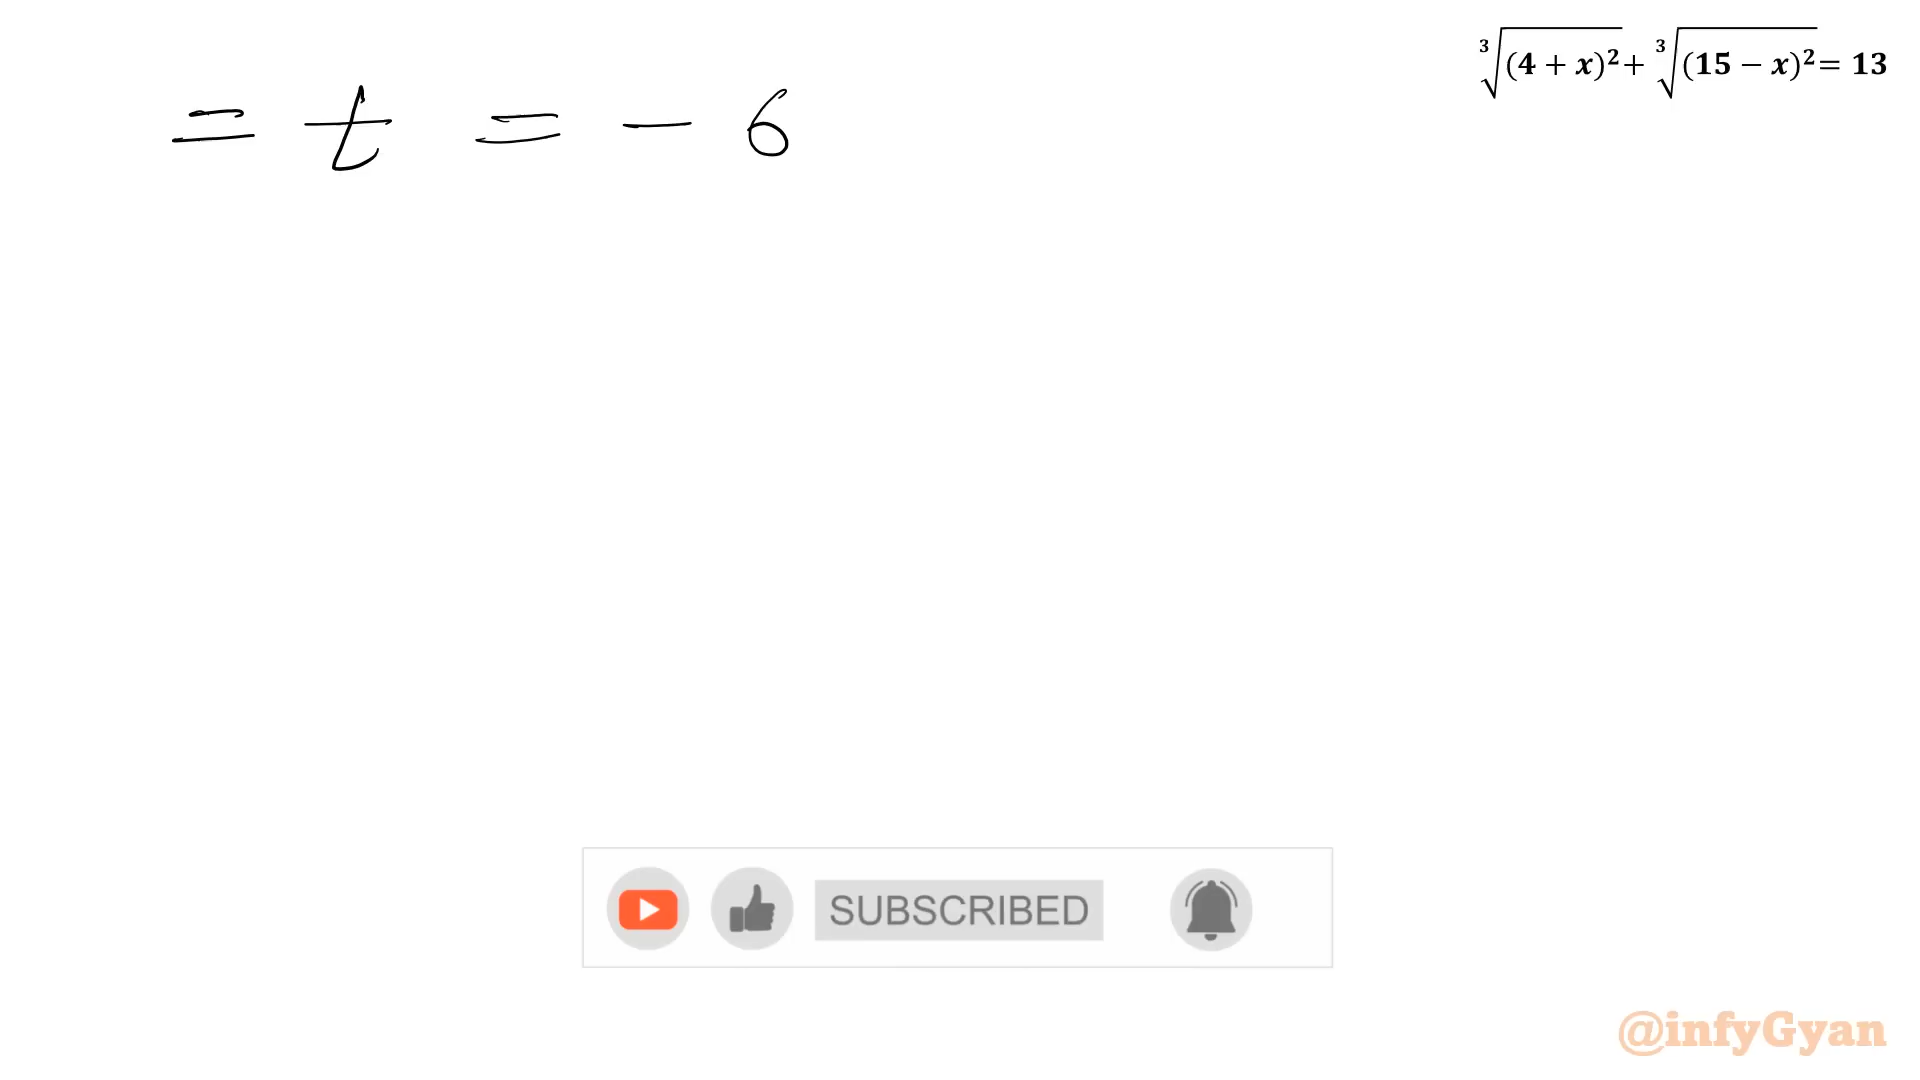 ∛(4 + x)² + ∛(15 − x)² = 13
= t = - 6
SUBSCRIBED
@infyGyan